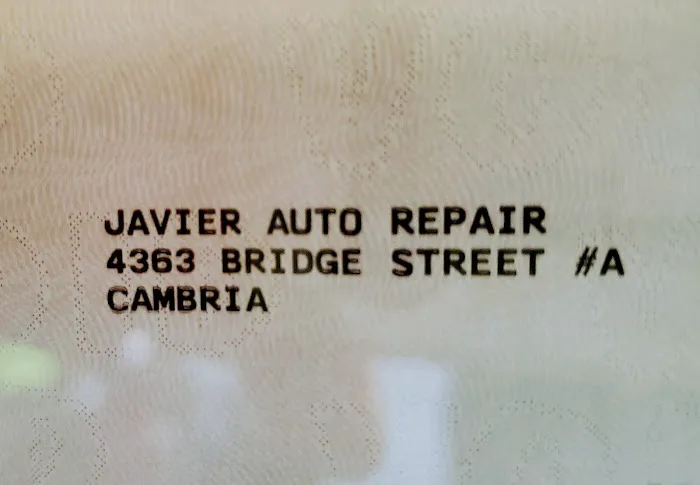 JAVIER AUTO REPAIR
4363 BRIDGE STREET #A
CAMBRIA